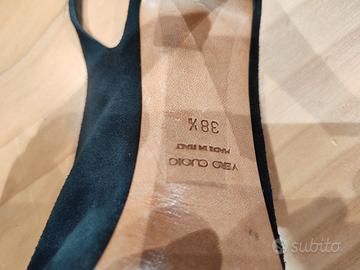 38½
VERO CUOIO
MADE IN ITALY
subito